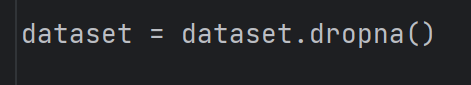 dataset = dataset.dropna()